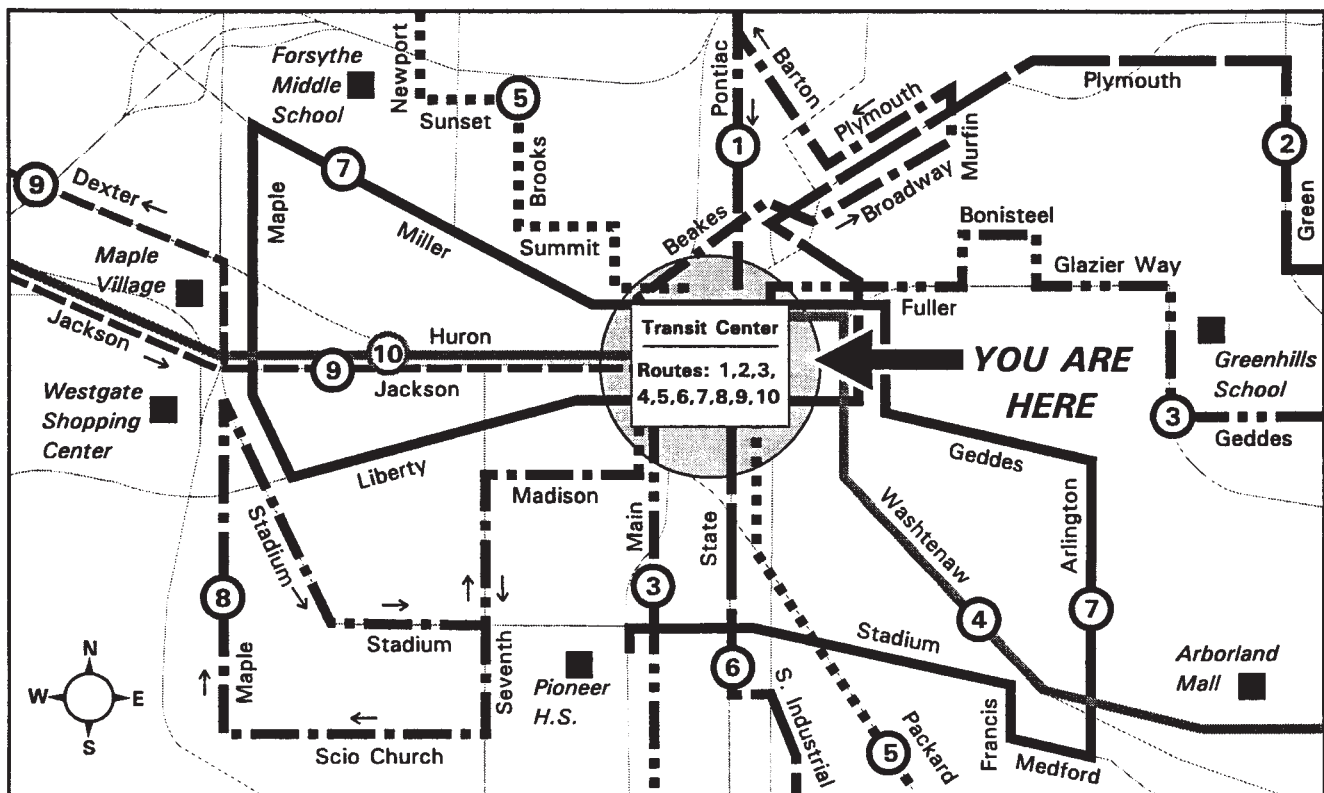 Forsythe
Middle
School
Newport
Sunset
5
Brooks
Summit
Pontiac
1
Barton
Plymouth
Murfin
Broadway
Plymouth
2
Green
9
Dexter
Maple
7
Miller
Beakes
Bonisteel
Glazier Way
Fuller
Maple
Village
Jackson
Huron
10
9
Jackson
Transit Center
Routes: 1,2,3,
4,5,6,7,8,9,10
YOU ARE
HERE
Greenhills
School
3
Geddes
Westgate
Shopping
Center
Liberty
Madison
Geddes
Stadium
Main
State
Washtenaw
Arlington
8
3
4
7
Stadium
Stadium
Maple
Seventh
Pioneer
H.S.
6
S. Industrial
Packard
5
Francis
Medford
Arborland
Mall
Scio Church
N
W
E
S